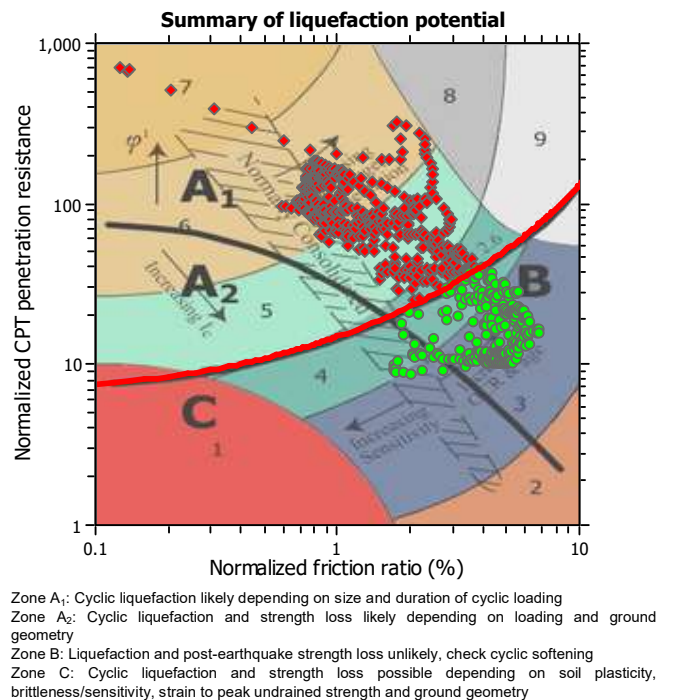 Summary of liquefaction potential
1,000
100
10
1
Normalized CPT penetration resistance
0.1
1
10
Normalized friction ratio (%)
7
8
9
φ'
A1
6
A2
5
B
4
C
3
1
2
2.6
Normally Consolidated
Increasing Ic
Increasing
Sensitivity
Zone A1: Cyclic liquefaction likely depending on size and duration of cyclic loading
Zone A2: Cyclic liquefaction and strength loss likely depending on loading and ground
geometry
Zone B: Liquefaction and post-earthquake strength loss unlikely, check cyclic softening
Zone C: Cyclic liquefaction and strength loss possible depending on soil plasticity,
brittleness/sensitivity, strain to peak undrained strength and ground geometry